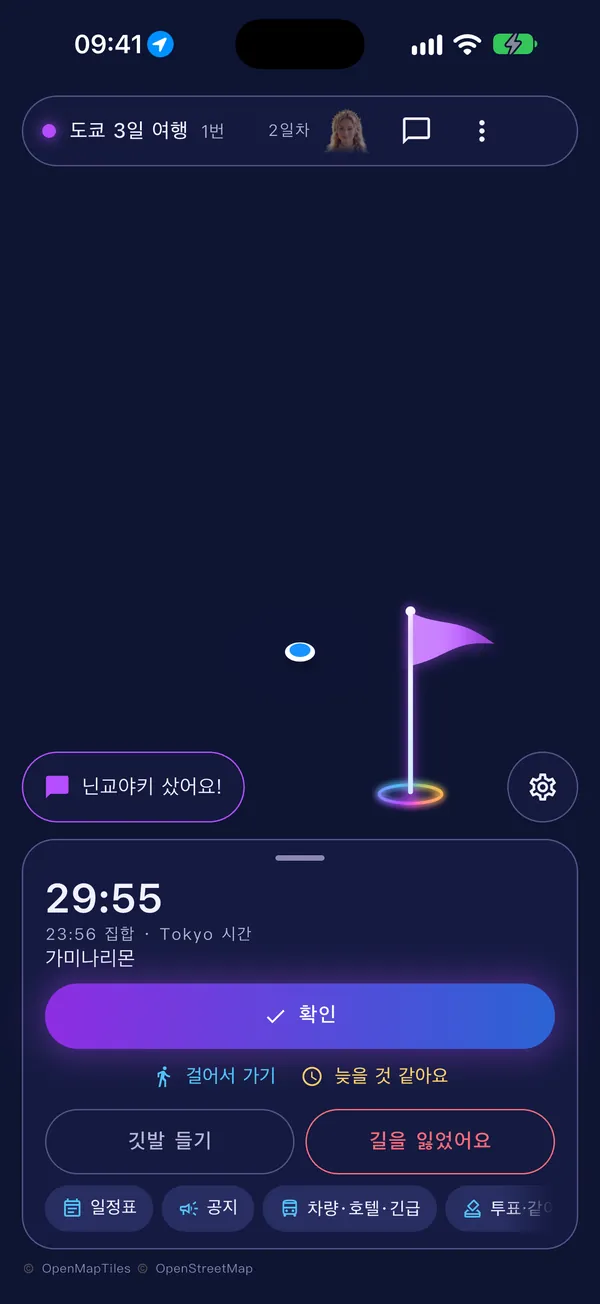 09:41
도쿄 3일 여행 1번 2일차
닌교야키 샀어요!
29:55
23:56 집합 · Tokyo 시간
가미나리몬
확인
걸어서 가기 늦을 것 같아요
깃발 들기 길을 잃었어요
일정표 공지 차량·호텔·긴급 투표·같이
© OpenMapTiles © OpenStreetMap